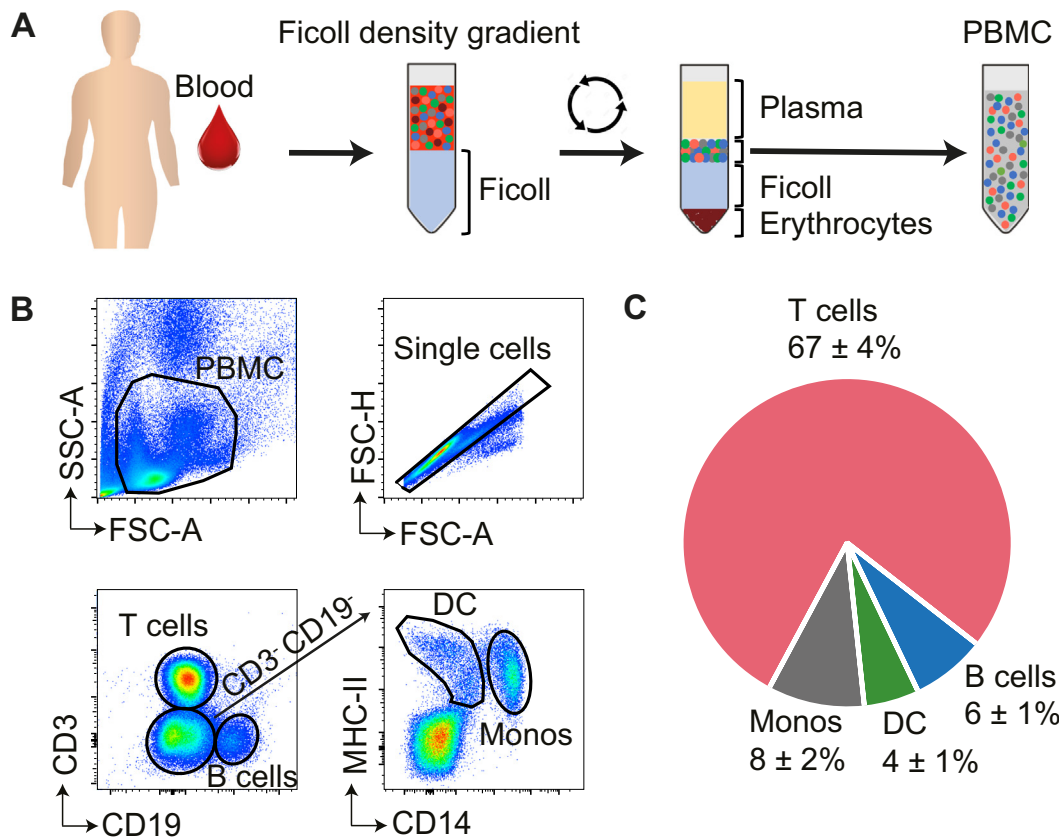 A
Ficoll density gradient
PBMC
Blood
Plasma
Ficoll
Ficoll
Erythrocytes
B
PBMC
SSC-A
FSC-A
Single cells
FSC-H
FSC-A
T cells
CD3⁻CD19⁻
B cells
CD3
CD19
DC
Monos
MHC-II
CD14
C
T cells
67 ± 4%
B cells
6 ± 1%
DC
4 ± 1%
Monos
8 ± 2%